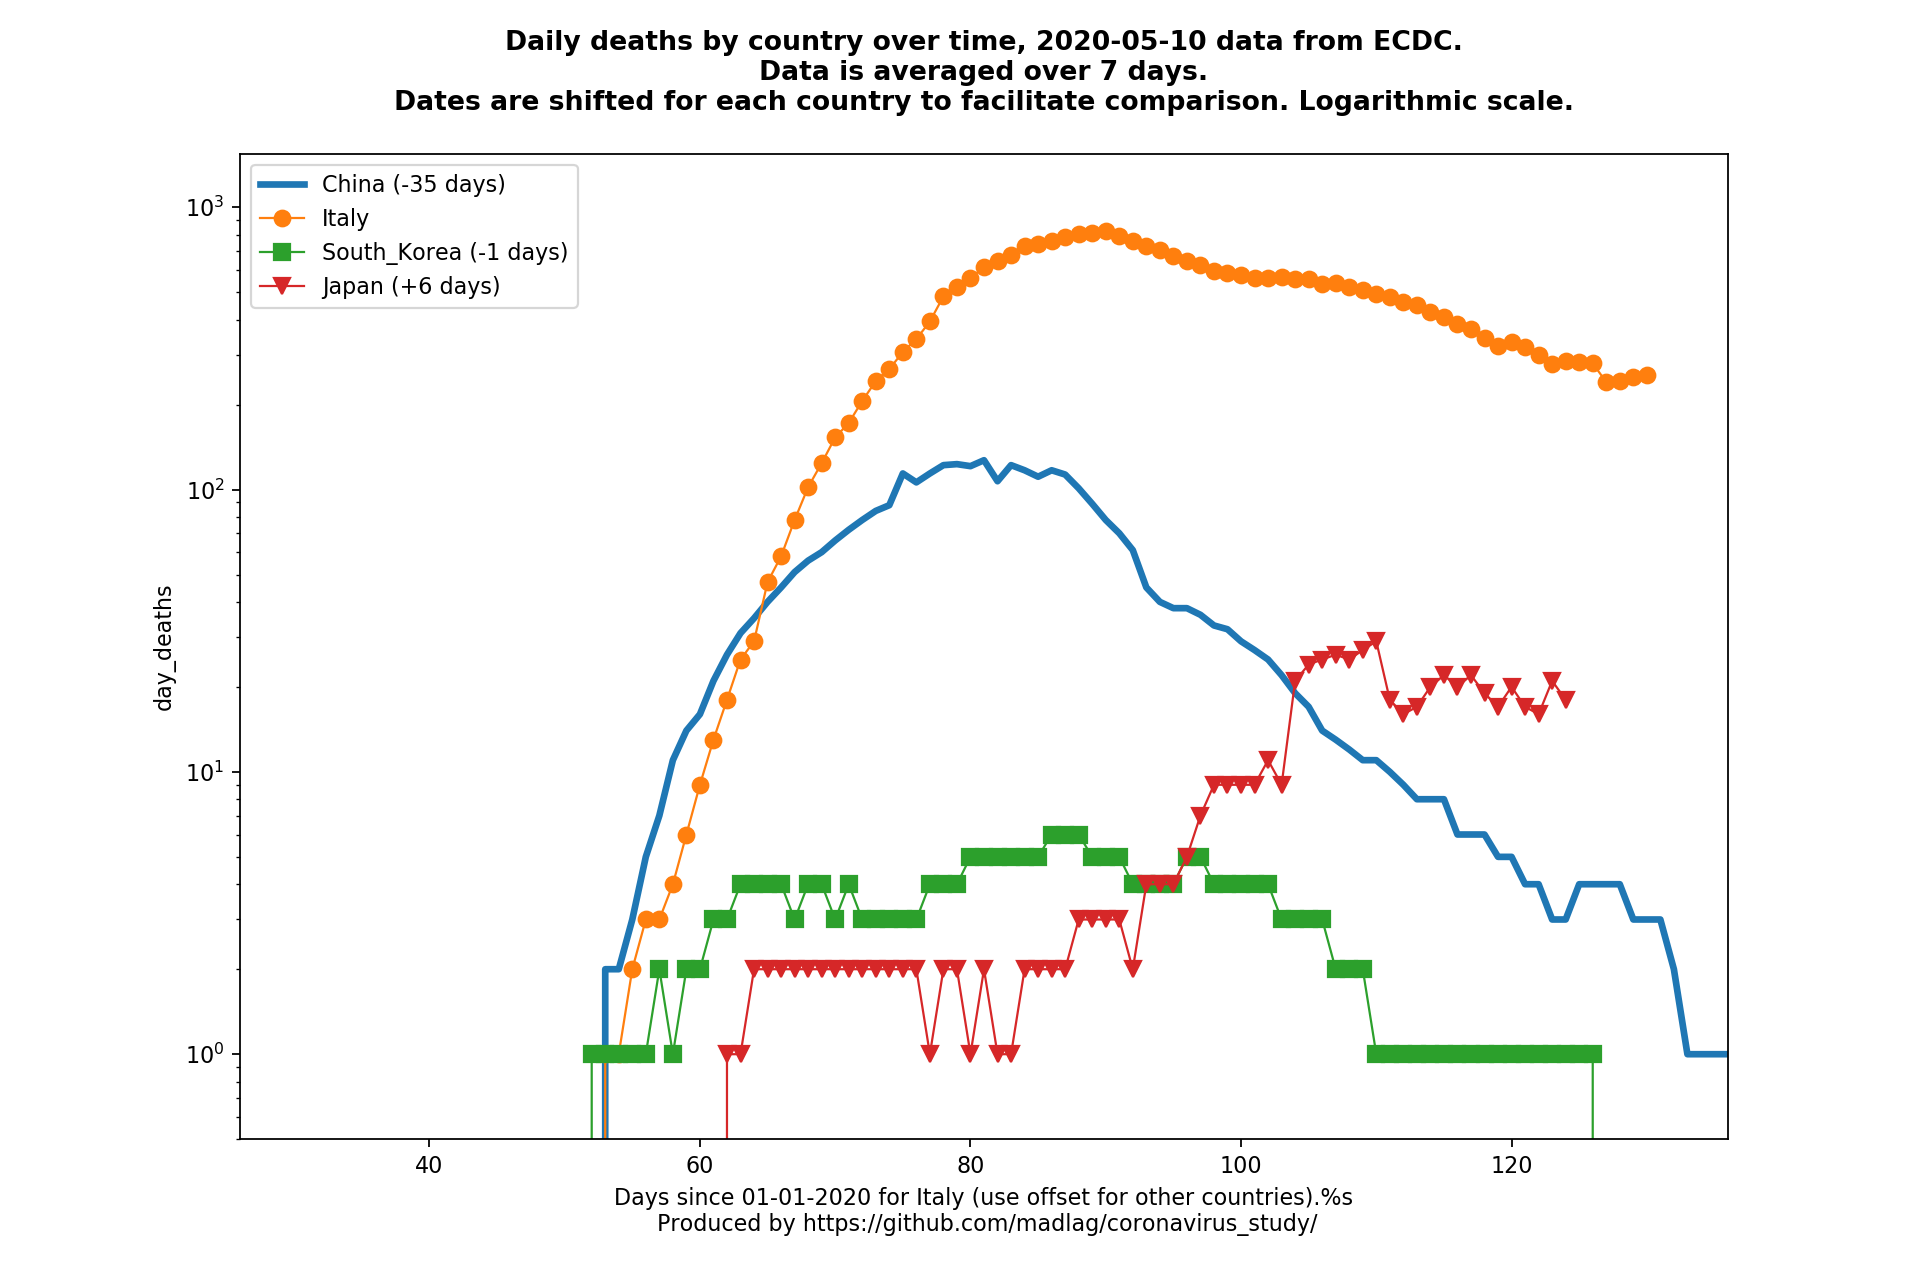 Daily deaths by country over time, 2020-05-10 data from ECDC.
Data is averaged over 7 days.
Dates are shifted for each country to facilitate comparison. Logarithmic scale.
China (-35 days)
Italy
South_Korea (-1 days)
Japan (+6 days)
10³
10²
10¹
10⁰
day_deaths
40 60 80 100 120
Days since 01-01-2020 for Italy (use offset for other countries).%s
Produced by https://github.com/madlag/coronavirus_study/